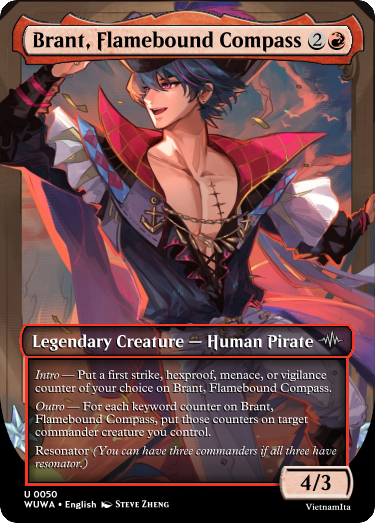 Brant, Flamebound Compass 2
Legendary Creature — Human Pirate
Intro — Put a first strike, hexproof, menace, or vigilance
counter of your choice on Brant, Flamebound Compass.
Outro — For each keyword counter on Brant,
Flamebound Compass, put those counters on target
commander creature you control.
Resonator (You can have three commanders if all three have
resonator.)
4/3
U 0050
WUWA • English STEVE ZHENG
VietnamIta